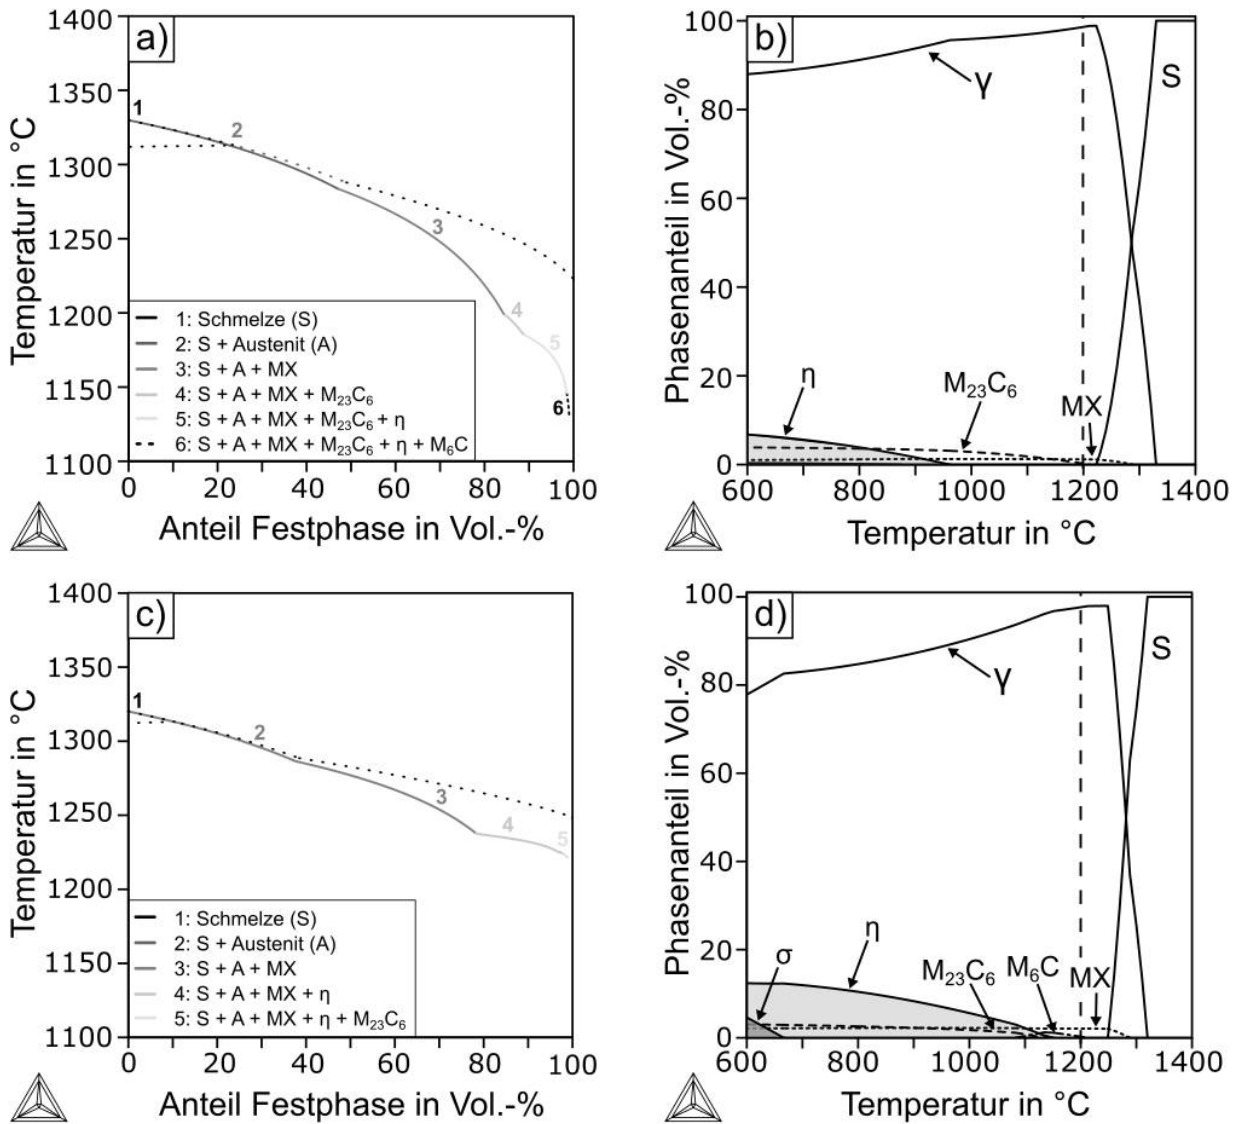 a)
1400
1350
1300
1250
1200
1150
1100
Temperatur in °C
1
2
3
4
5
6
1: Schmelze (S)
2: S + Austenit (A)
3: S + A + MX
4: S + A + MX + M₂₃C₆
5: S + A + MX + M₂₃C₆ + η
6: S + A + MX + M₂₃C₆ + η + M₆C
0 20 40 60 80 100
Anteil Festphase in Vol.-%
b)
100
80
60
40
20
0
Phasenanteil in Vol.-%
S
γ
η
M₂₃C₆
MX
600 800 1000 1200 1400
Temperatur in °C
c)
1400
1350
1300
1250
1200
1150
1100
Temperatur in °C
1
2
3
4
5
1: Schmelze (S)
2: S + Austenit (A)
3: S + A + MX
4: S + A + MX + η
5: S + A + MX + η + M₂₃C₆
0 20 40 60 80 100
Anteil Festphase in Vol.-%
d)
100
80
60
40
20
0
Phasenanteil in Vol.-%
S
γ
η
σ
M₂₃C₆ M₆C MX
600 800 1000 1200 1400
Temperatur in °C